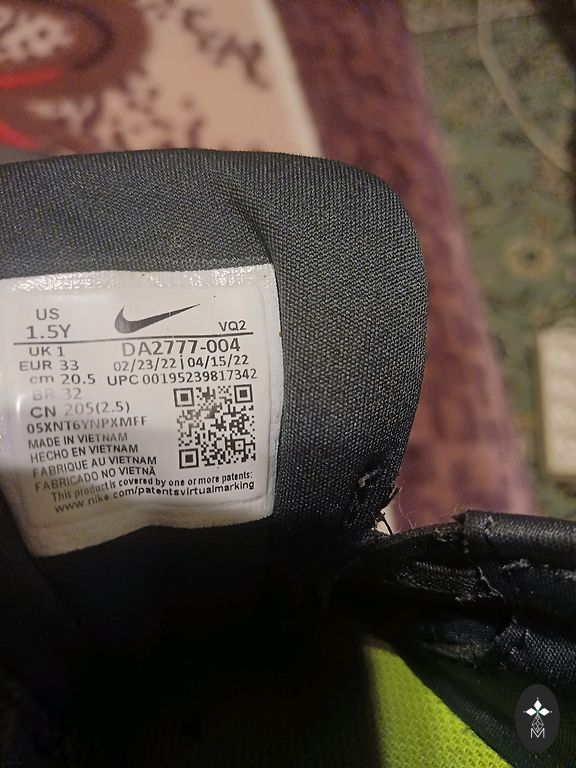 US
1.5Y
VQ2
UK 1
DA2777-004
EUR 33
02/23/22 | 04/15/22
cm 20.5
UPC 00195239817342
BR 32
CN 205(2.5)
05XNT6YNPXMFF
MADE IN VIETNAM
HECHO EN VIETNAM
FABRIQUE AU VIETNAM
FABRICADO NO VIETNÃ
This product is covered by one or more patents:
www.nike.com/patentsvirtualmarking
M